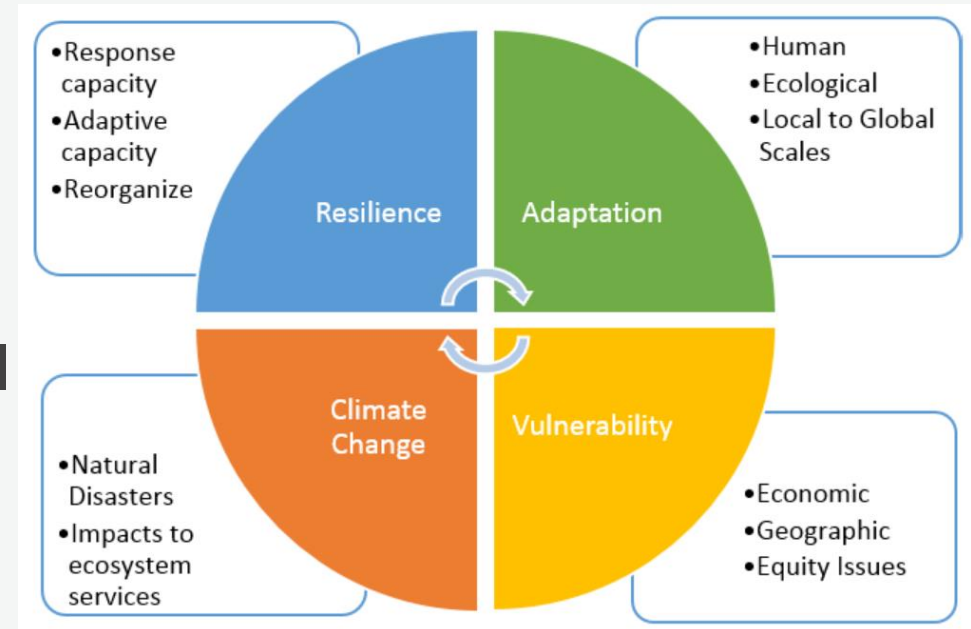 •Response
capacity
•Adaptive
capacity
•Reorganize
Resilience
Adaptation
•Human
•Ecological
•Local to Global
Scales
•Natural
Disasters
•Impacts to
ecosystem
services
Climate
Change
Vulnerability
•Economic
•Geographic
•Equity Issues